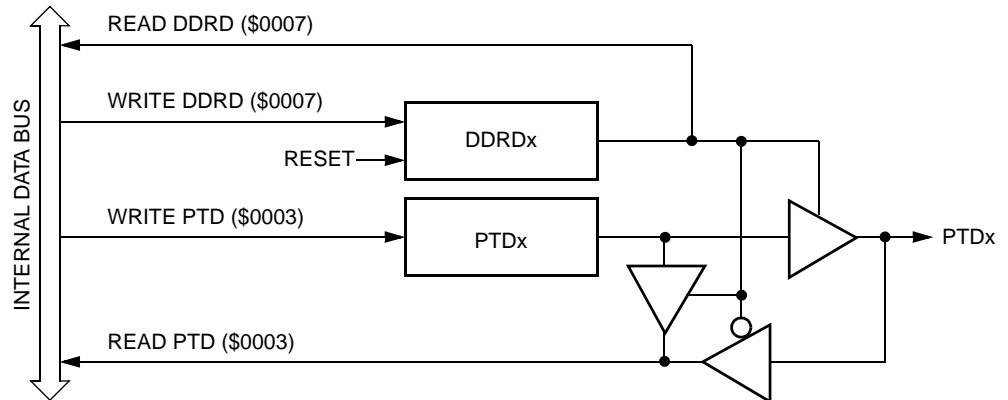 READ DDRD ($0007)
WRITE DDRD ($0007)
DDRDx
RESET
INTERNAL DATA BUS
WRITE PTD ($0003)
PTDx
PTDx
READ PTD ($0003)